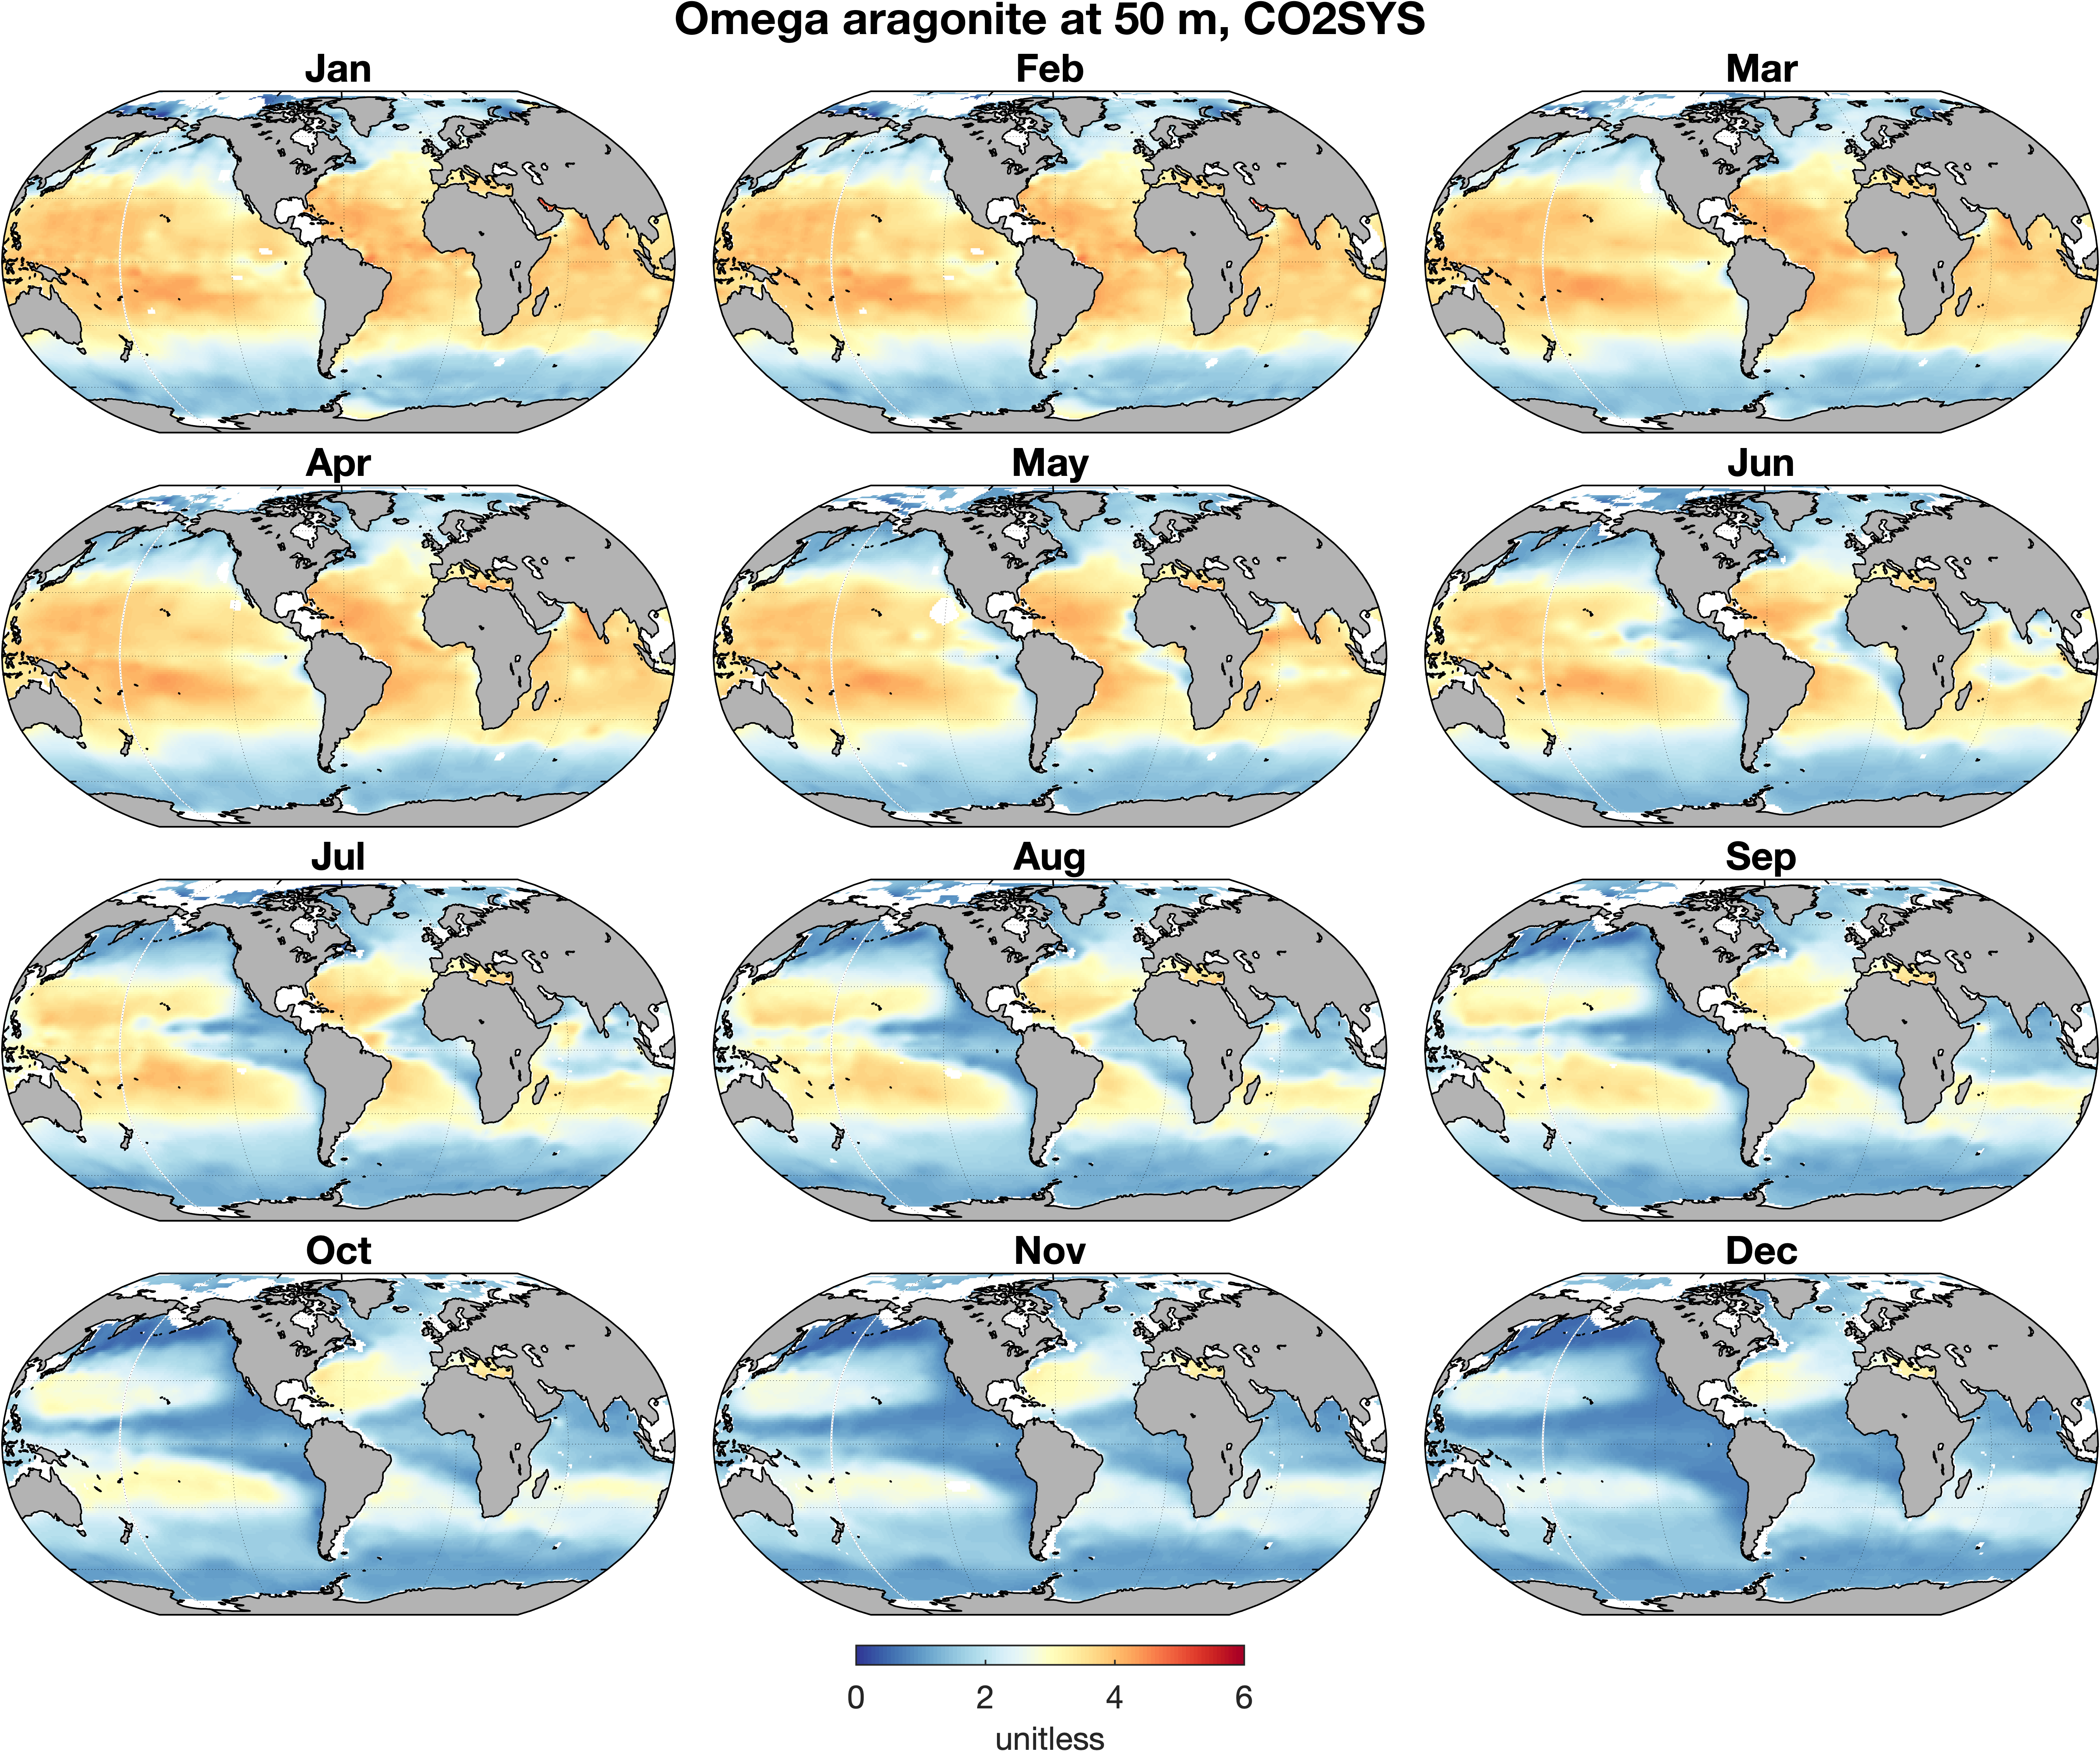 Omega aragonite at 50 m, CO2SYS
Jan Feb Mar
Apr May Jun
Jul Aug Sep
Oct Nov Dec
0 2 4 6
unitless